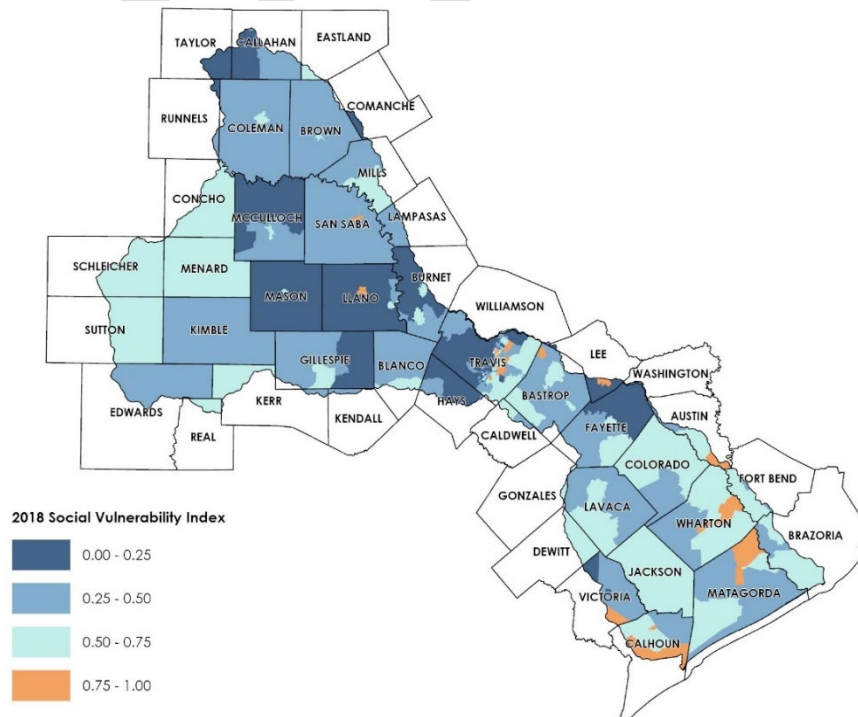 TAYLOR
CALLAHAN
EASTLAND
RUNNELS
COLEMAN
BROWN
COMANCHE
MILLS
CONCHO
MCCULLOCH
SAN SABA
LAMPASAS
SCHLEICHER
MENARD
BURNET
MASON
LLANO
WILLIAMSON
SUTTON
KIMBLE
TRAVIS
LEE
WASHINGTON
GILLESPIE
BLANCO
BASTROP
HAYS
AUSTIN
EDWARDS
KERR
KENDALL
CALDWELL
FAYETTE
REAL
COLORADO
GONZALES
FORT BEND
LAVACA
WHARTON
BRAZORIA
DEWITT
JACKSON
VICTORIA
MATAGORDA
CALHOUN
2018 Social Vulnerability Index
0.00 - 0.25
0.25 - 0.50
0.50 - 0.75
0.75 - 1.00